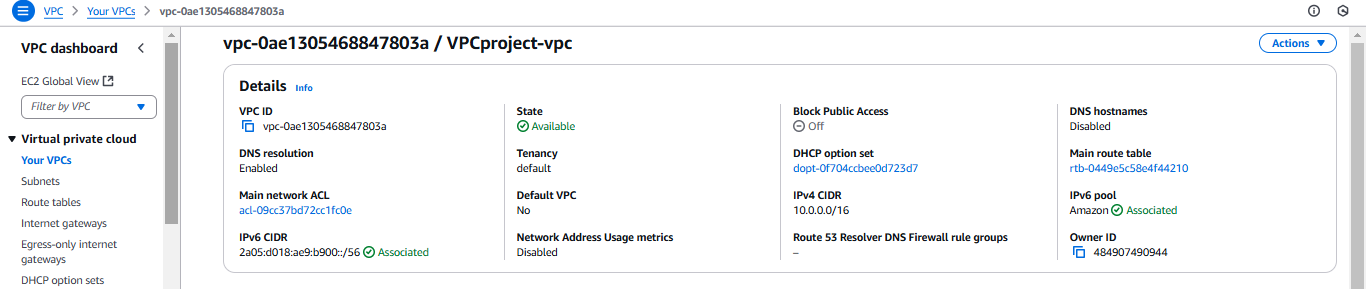 VPC > Your VPCs > vpc-0ae1305468847803a
VPC dashboard
EC2 Global View
Filter by VPC
Virtual private cloud
Your VPCs
Subnets
Route tables
Internet gateways
Egress-only internet
gateways
DHCP option sets
vpc-0ae1305468847803a / VPCproject-vpc
Actions
Details Info
VPC ID
vpc-0ae1305468847803a
State
Available
Block Public Access
Off
DNS hostnames
Disabled
DNS resolution
Enabled
Tenancy
default
DHCP option set
dopt-0f704ccbee0d723d7
Main route table
rtb-0449e5c58e4f44210
Main network ACL
acl-09cc37bd72cc1fc0e
Default VPC
No
IPv4 CIDR
10.0.0.0/16
IPv6 pool
Amazon Associated
IPv6 CIDR
2a05:d018:ae9:b900::/56 Associated
Network Address Usage metrics
Disabled
Route 53 Resolver DNS Firewall rule groups
–
Owner ID
484907490944